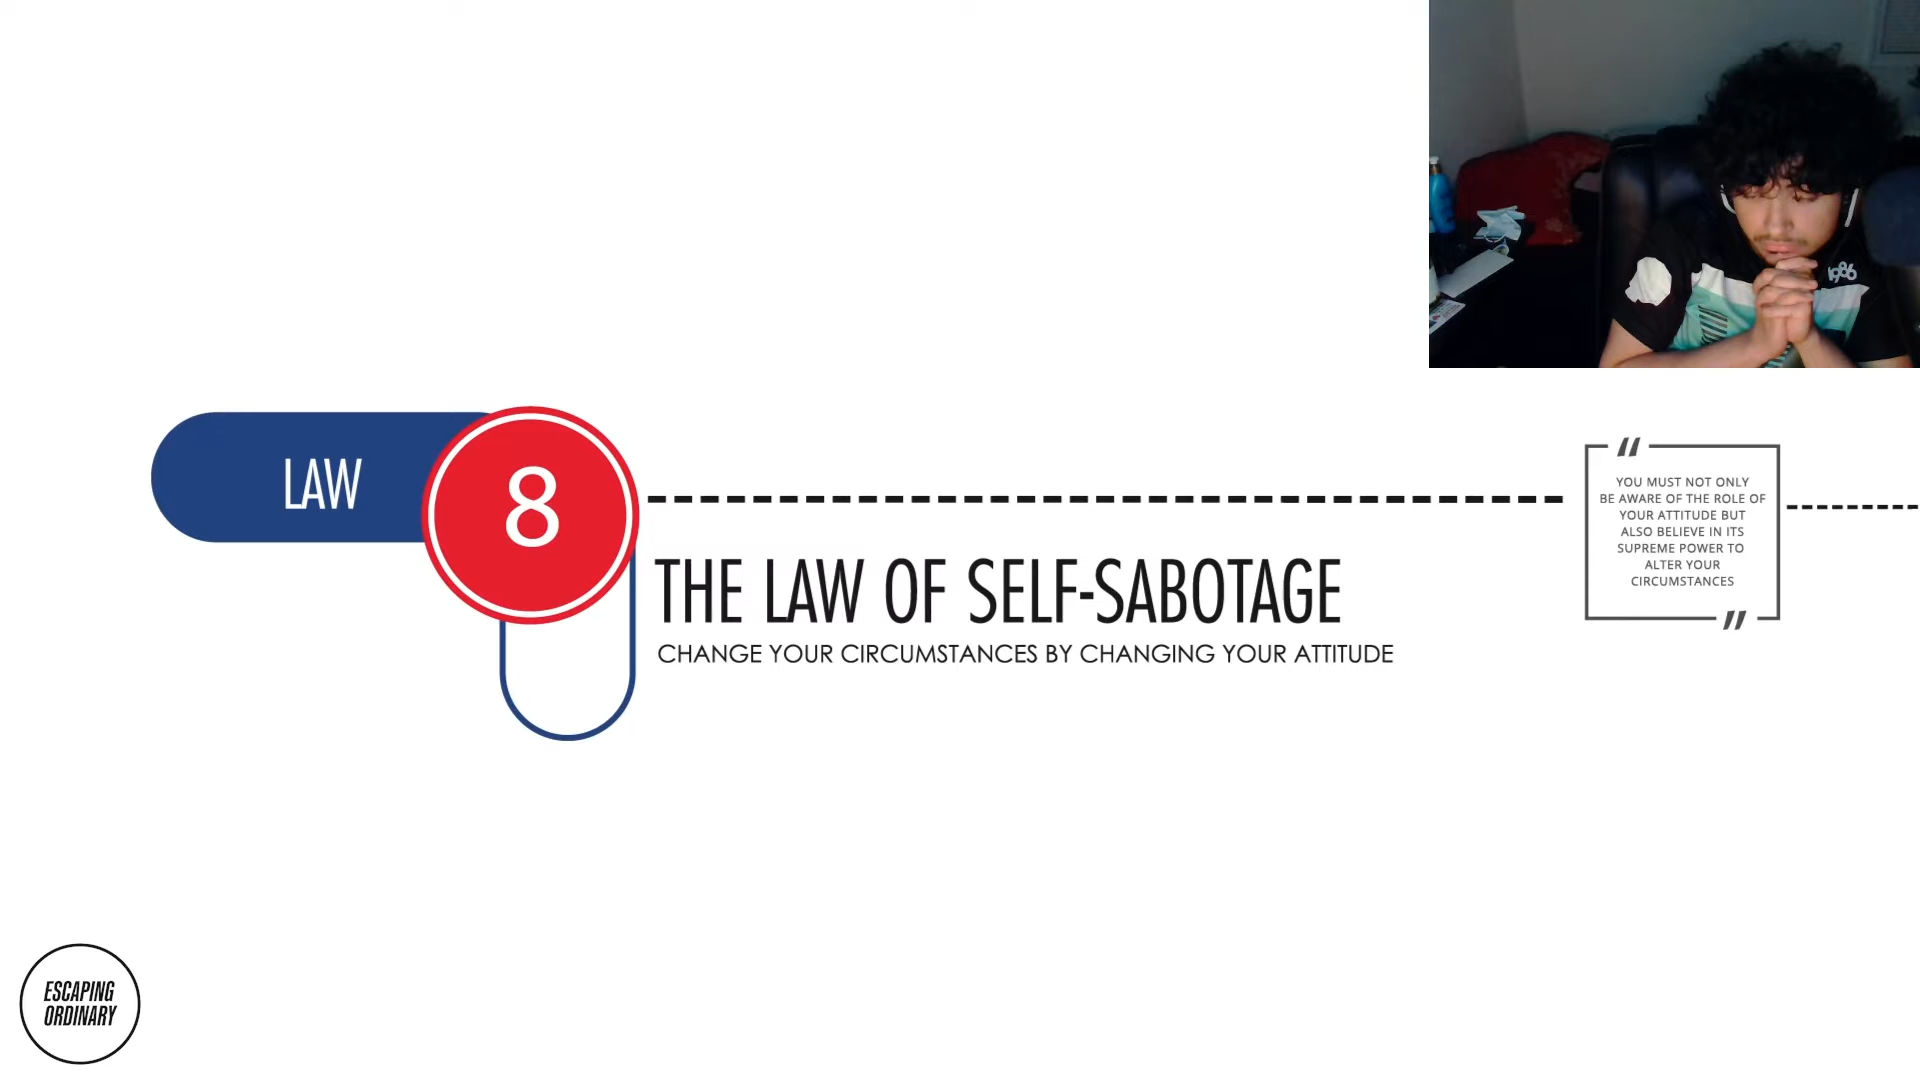 1986
LAW
8
THE LAW OF SELF-SABOTAGE
CHANGE YOUR CIRCUMSTANCES BY CHANGING YOUR ATTITUDE
"
YOU MUST NOT ONLY
BE AWARE OF THE ROLE OF
YOUR ATTITUDE BUT
ALSO BELIEVE IN ITS
SUPREME POWER TO
ALTER YOUR
CIRCUMSTANCES
"
ESCAPING
ORDINARY